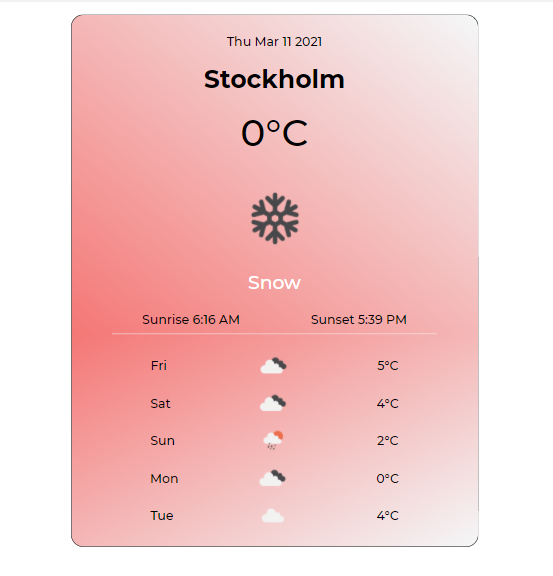 Thu Mar 11 2021
Stockholm
0°C
Snow
Sunrise 6:16 AM Sunset 5:39 PM
Fri 5°C
Sat 4°C
Sun 2°C
Mon 0°C
Tue 4°C